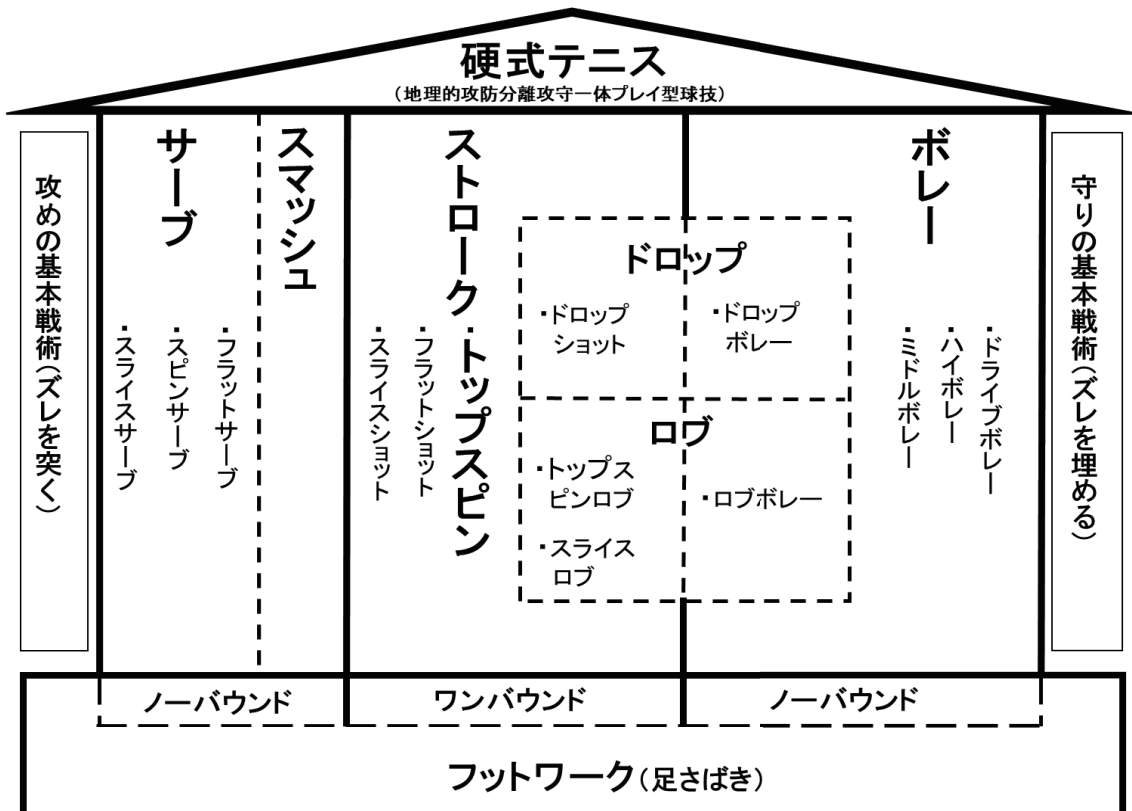 硬式テニス
（地理的攻防分離攻守一体プレイ型球技）
攻めの基本戦術（ズレを突く）
サーブ
・スライスサーブ
・スピンサーブ
・フラットサーブ
スマッシュ
ストローク・トップスピン
・スライスショット
・フラットショット
ドロップ
・ドロップ
ショット
・ドロップ
ボレー
ロブ
・トップス
ピンロブ
・スライス
ロブ
・ロブボレー
ボレー
・ミドルボレー
・ハイボレー
・ドライブボレー
守りの基本戦術（ズレを埋める）
ノーバウンド
ワンバウンド
ノーバウンド
フットワーク（足さばき）